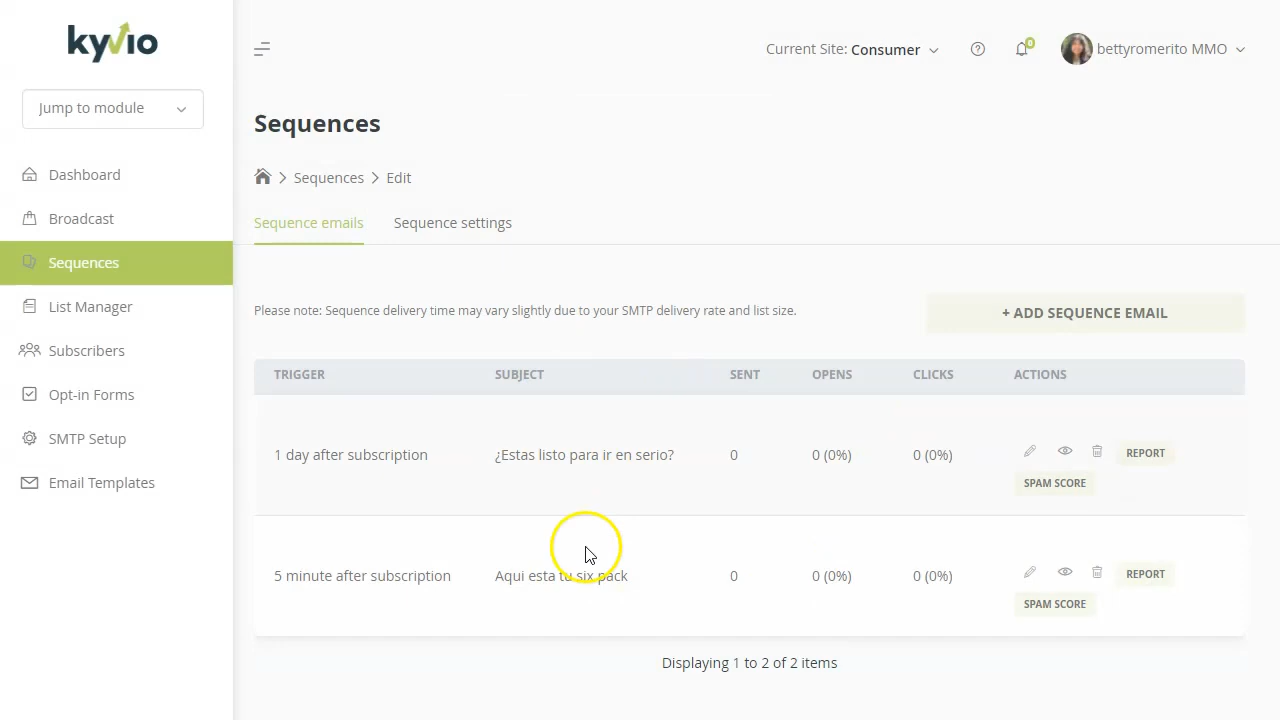 kyvio
Jump to module
Dashboard
Broadcast
Sequences
List Manager
Subscribers
Opt-in Forms
SMTP Setup
Email Templates
Current Site: Consumer
0
bettyromerito MMO
Sequences
Sequences > Edit
Sequence emails Sequence settings
Please note: Sequence delivery time may vary slightly due to your SMTP delivery rate and list size.
+ ADD SEQUENCE EMAIL
TRIGGER SUBJECT SENT OPENS CLICKS ACTIONS
1 day after subscription ¿Estas listo para ir en serio? 0 0 (0%) 0 (0%) REPORT
SPAM SCORE
5 minute after subscription Aqui esta tu six pack 0 0 (0%) 0 (0%) REPORT
SPAM SCORE
Displaying 1 to 2 of 2 items